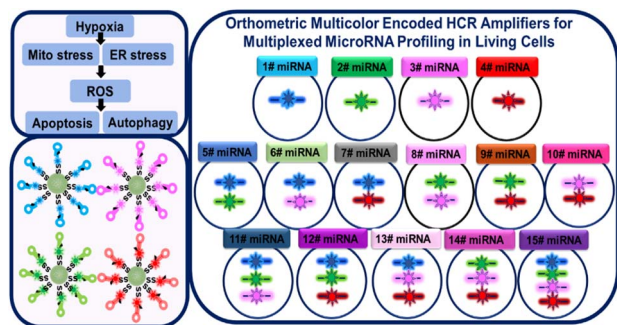 Hypoxia
Mito stress ER stress
ROS
Apoptosis Autophagy
Orthometric Multicolor Encoded HCR Amplifiers for
Multiplexed MicroRNA Profiling in Living Cells
1# miRNA 2# miRNA 3# miRNA 4# miRNA
5# miRNA 6# miRNA 7# miRNA 8# miRNA 9# miRNA 10# miRNA
11# miRNA 12# miRNA 13# miRNA 14# miRNA 15# miRNA